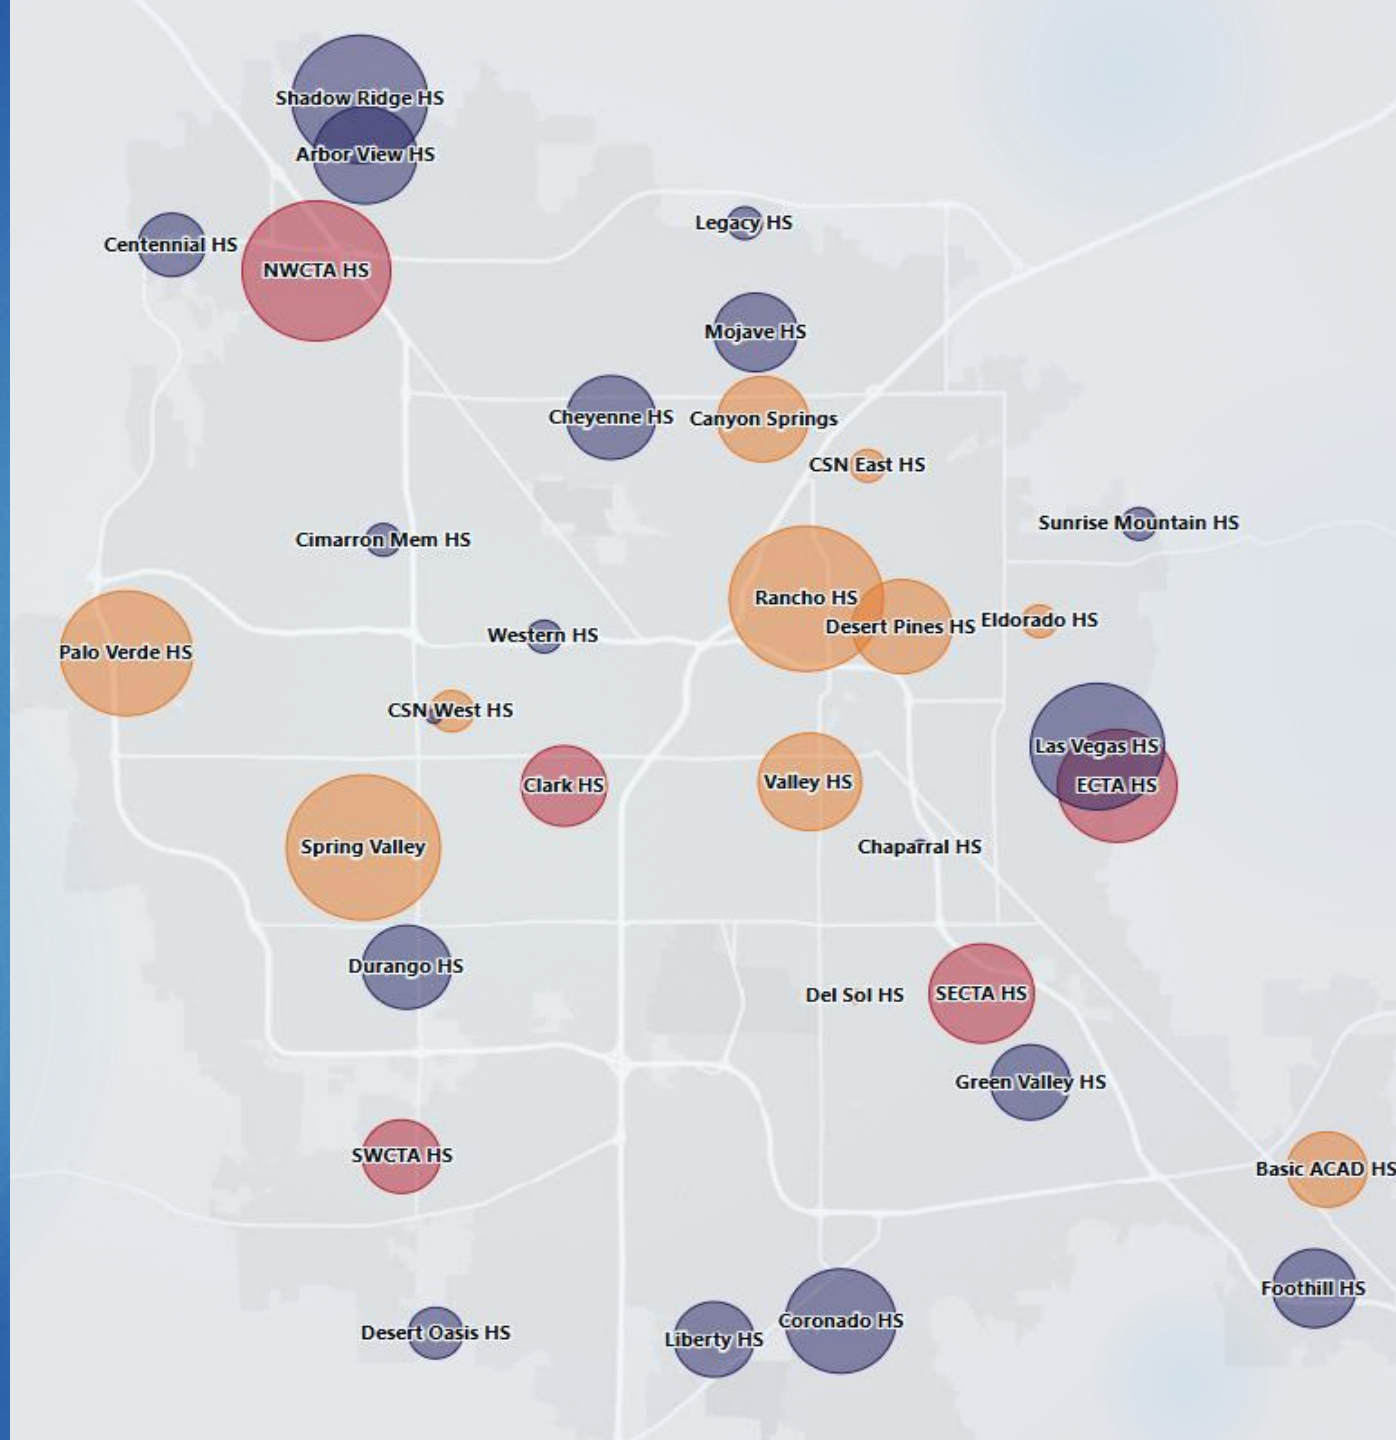 Shadow Ridge HS
Arbor View HS
Legacy HS
Centennial HS
NWCTA HS
Mojave HS
Cheyenne HS
Canyon Springs
CSN East HS
Sunrise Mountain HS
Cimarron Mem HS
Rancho HS
Eldorado HS
Desert Pines HS
Western HS
Palo Verde HS
CSN West HS
Las Vegas HS
Valley HS
Clark HS
ECTA HS
Spring Valley
Chaparral HS
Durango HS
SECTA HS
Del Sol HS
Green Valley HS
SWCTA HS
Basic ACAD HS
Foothill HS
Coronado HS
Desert Oasis HS
Liberty HS